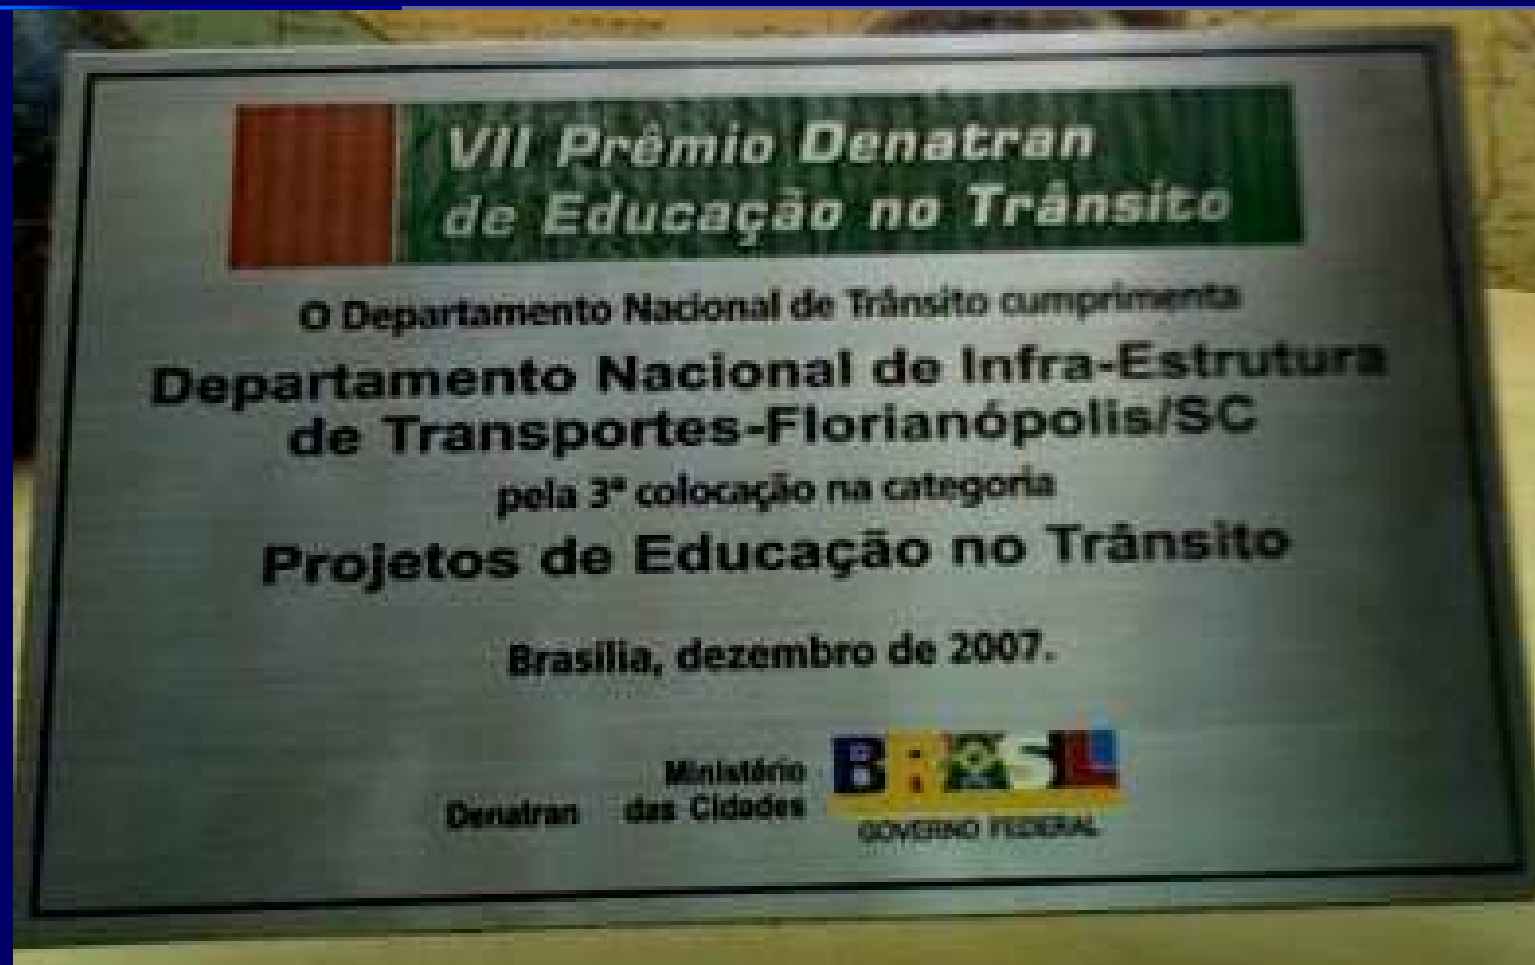 VII Prêmio Denatran
de Educação no Trânsito
O Departamento Nacional de Trânsito cumprimenta
Departamento Nacional de Infra-Estrutura
de Transportes-Florianópolis/SC
pela 3ª colocação na categoria
Projetos de Educação no Trânsito
Brasília, dezembro de 2007.
Ministério
Denatran das Cidades
BRASIL
GOVERNO FEDERAL